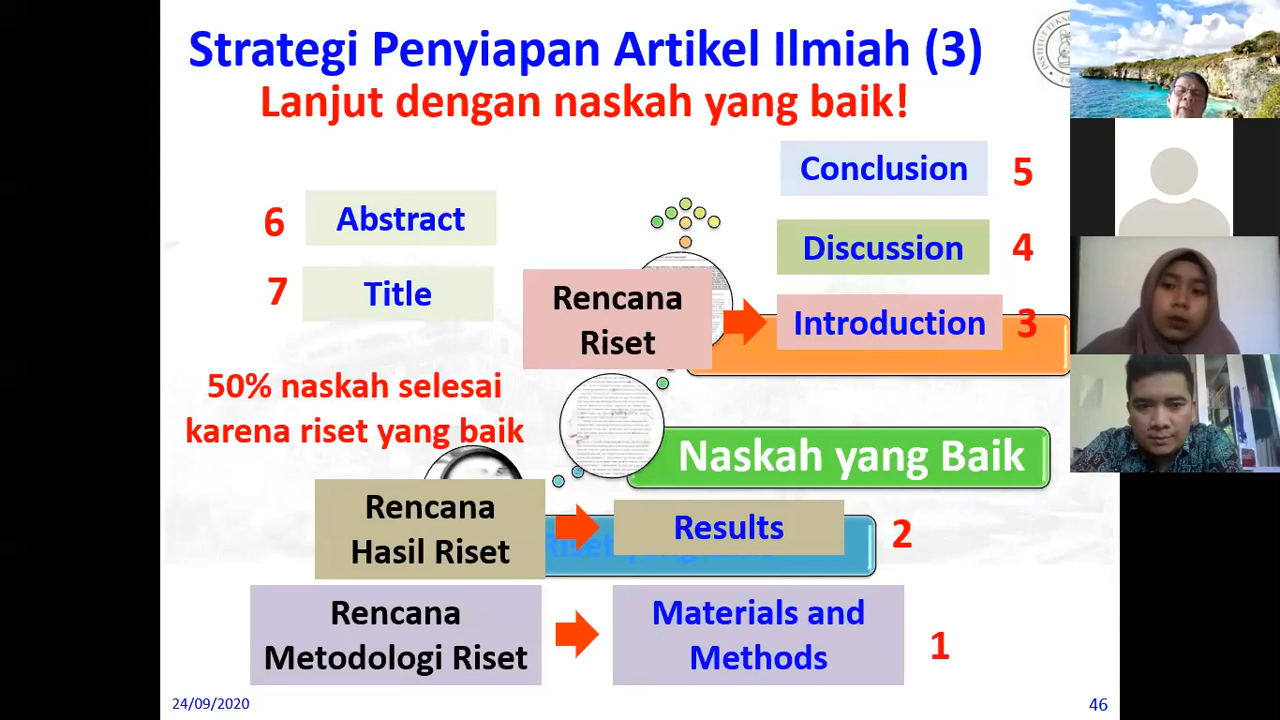 Strategi Penyiapan Artikel Ilmiah (3)
Lanjut dengan naskah yang baik!
Conclusion 5
6 Abstract
Discussion 4
7 Title
Rencana
Riset
Introduction 3
50% naskah selesai
karena riset yang baik
Naskah yang Baik
Rencana
Hasil Riset
Results 2
Riset
Rencana
Metodologi Riset
Materials and
Methods
1
24/09/2020
46